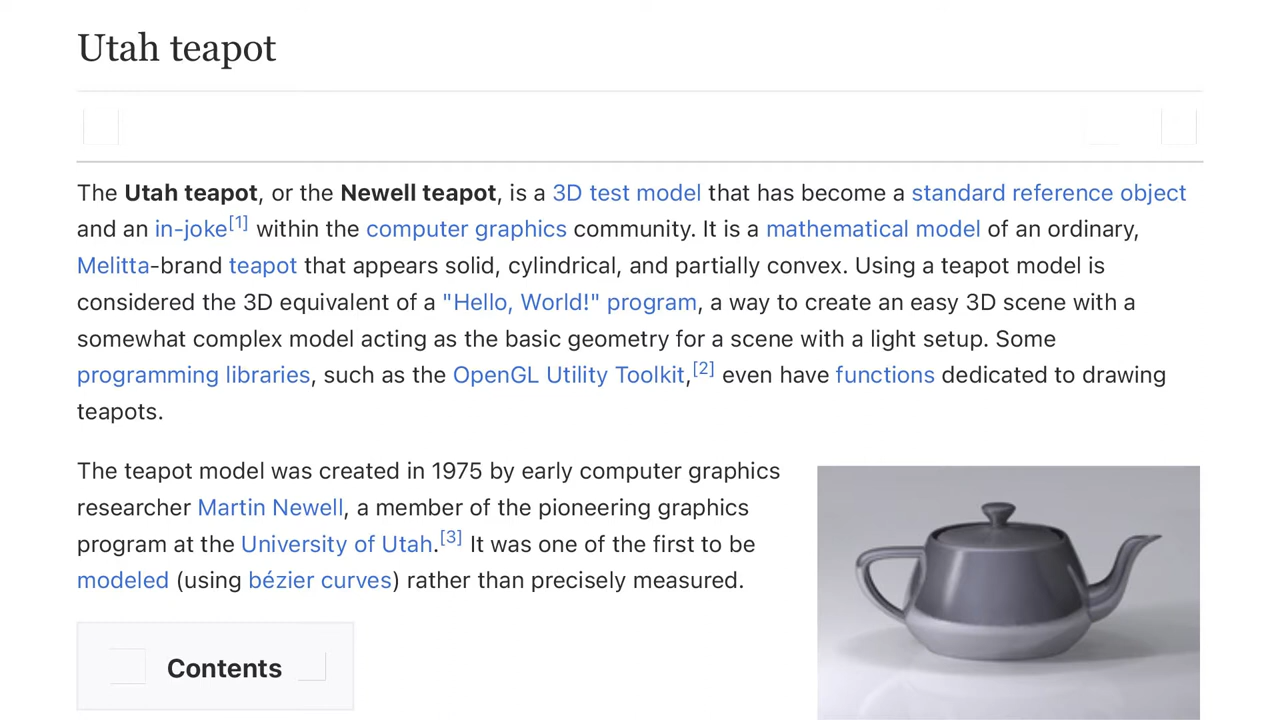 Utah teapot
The Utah teapot, or the Newell teapot, is a 3D test model that has become a standard reference object
and an in-joke[1] within the computer graphics community. It is a mathematical model of an ordinary,
Melitta-brand teapot that appears solid, cylindrical, and partially convex. Using a teapot model is
considered the 3D equivalent of a "Hello, World!" program, a way to create an easy 3D scene with a
somewhat complex model acting as the basic geometry for a scene with a light setup. Some
programming libraries, such as the OpenGL Utility Toolkit,[2] even have functions dedicated to drawing
teapots.
The teapot model was created in 1975 by early computer graphics
researcher Martin Newell, a member of the pioneering graphics
program at the University of Utah.[3] It was one of the first to be
modeled (using bézier curves) rather than precisely measured.
Contents